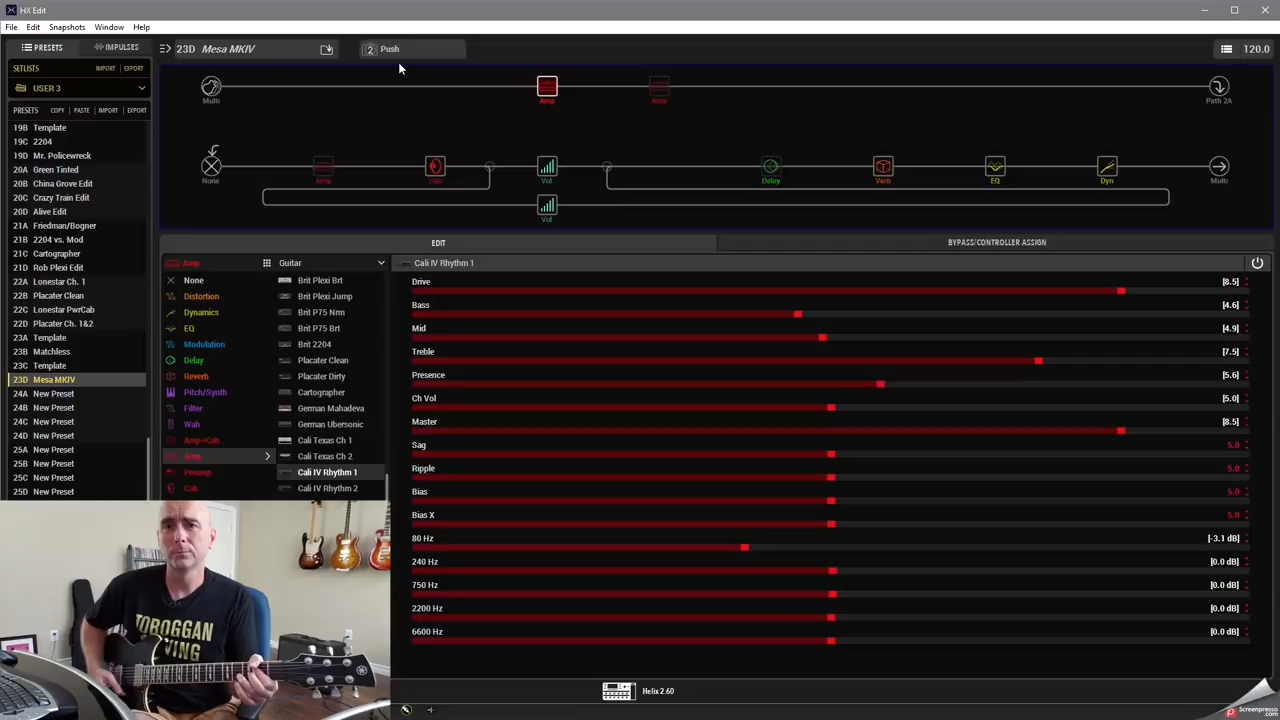 HX Edit
File Edit Snapshots Window Help
PRESETS IMPULSES
23D Mesa MKIV
2 Push
120.0
SETLISTS IMPORT EXPORT
USER 3
PRESETS COPY PASTE IMPORT EXPORT
19B Template
19C 2204
19D Mr. Policewreck
20A Green Tinted
20B China Grove Edit
20C Crazy Train Edit
20D Alive Edit
21A Friedman/Bogner
21B 2204 vs. Mod
21C Cartographer
21D Rob Plexi Edit
22A Lonestar Ch. 1
22B Placater Clean
22C Lonestar PwrCab
22D Placater Ch. 1&2
23A Template
23B Matchless
23C Template
23D Mesa MKIV
24A New Preset
24B New Preset
24C New Preset
24D New Preset
25A New Preset
25B New Preset
25C New Preset
25D New Preset
Multi Amp Amp Path 2A
None Amp Cab Vol Delay Verb EQ Dyn Multi
Vol
EDIT BYPASS/CONTROLLER ASSIGN
Amp Guitar
None
Distortion
Dynamics
EQ
Modulation
Delay
Reverb
Pitch/Synth
Filter
Wah
Amp+Cab
Amp
Preamp
Cab
Brit Plexi Brt
Brit Plexi Jump
Brit P75 Nrm
Brit P75 Brt
Brit 2204
Placater Clean
Placater Dirty
Cartographer
German Mahadeva
German Ubersonic
Cali Texas Ch 1
Cali Texas Ch 2
Cali IV Rhythm 1
Cali IV Rhythm 2
Cali IV Rhythm 1
Drive [8.5]
Bass [4.6]
Mid [4.9]
Treble [7.5]
Presence [5.6]
Ch Vol [5.0]
Master [8.5]
Sag 5.0
Ripple 5.0
Bias 5.0
Bias X 5.0
80 Hz [-3.1 dB]
240 Hz [0.0 dB]
750 Hz [0.0 dB]
2200 Hz [0.0 dB]
6600 Hz [0.0 dB]
TOROGGAN
VING
Helix 2.60
Screenpresso
.com